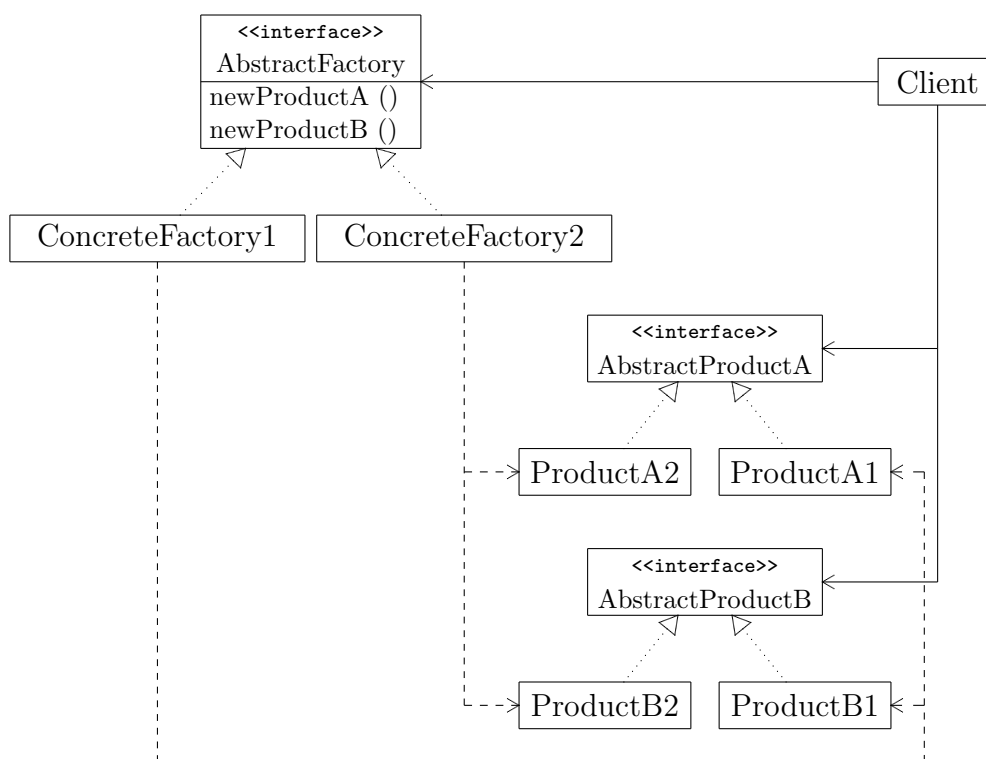 <<interface>>
AbstractFactory
newProductA ()
newProductB ()
Client
ConcreteFactory1
ConcreteFactory2
<<interface>>
AbstractProductA
ProductA2
ProductA1
<<interface>>
AbstractProductB
ProductB2
ProductB1